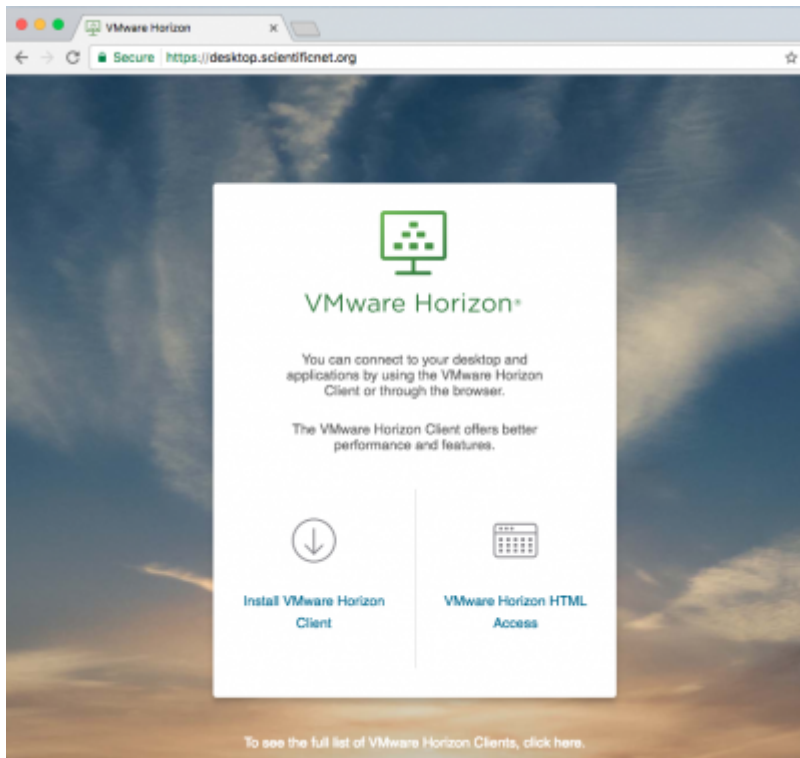 VMware Horizon
Secure https://desktop.scientificnet.org
VMware Horizon®
You can connect to your desktop and
applications by using the VMware Horizon
Client or through the browser.
The VMware Horizon Client offers better
performance and features.
Install VMware Horizon
Client
VMware Horizon HTML
Access
To see the full list of VMware Horizon Clients, click here.